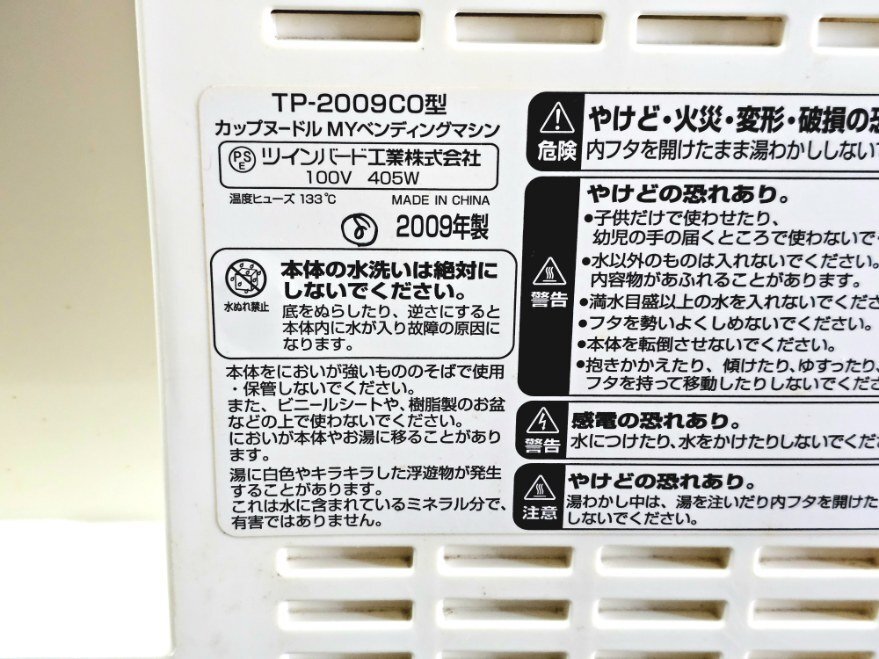 TP-2009CO型
カップヌードル MYベンディングマシン
PSE ツインバード工業株式会社
100V 405W
温度ヒューズ 133℃ MADE IN CHINA
2009年製
水ぬれ禁止
本体の水洗いは絶対に
しないでください。
底をぬらしたり、逆さにすると
本体内に水が入り故障の原因に
なります。
本体をにおいが強いもののそばで使用
・保管しないでください。
また、ビニールシートや、樹脂製のお盆
などの上で使わないでください。
においが本体やお湯に移ることがあり
ます。
湯に白色やキラキラした浮遊物が発生
することがあります。
これは水に含まれているミネラル分で、
有害ではありません。
危険
やけど・火災・変形・破損の恐
内フタを開けたまま湯わかししない
警告
やけどの恐れあり。
●子供だけで使わせたり、
幼児の手の届くところで使わないで
●水以外のものは入れないでください。
内容物があふれることがあります。
●満水目盛以上の水を入れないでくださ
●フタを勢いよくしめないでください。
●本体を転倒させないでください。
●抱きかかえたり、傾けたり、ゆすったり、
フタを持って移動したりしないでくださ
警告
感電の恐れあり。
水につけたり、水をかけたりしないでくださ
注意
やけどの恐れあり。
湯わかし中は、湯を注いだり内フタを開けた
しないでください。